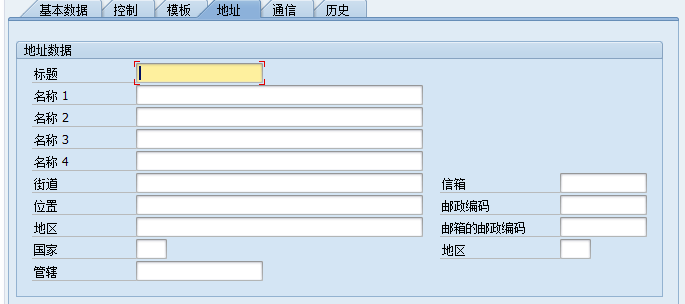 基本数据 控制 模板 地址 通信 历史
地址数据
标题
名称 1
名称 2
名称 3
名称 4
街道 信箱
位置 邮政编码
地区 邮箱的邮政编码
国家 地区
管辖